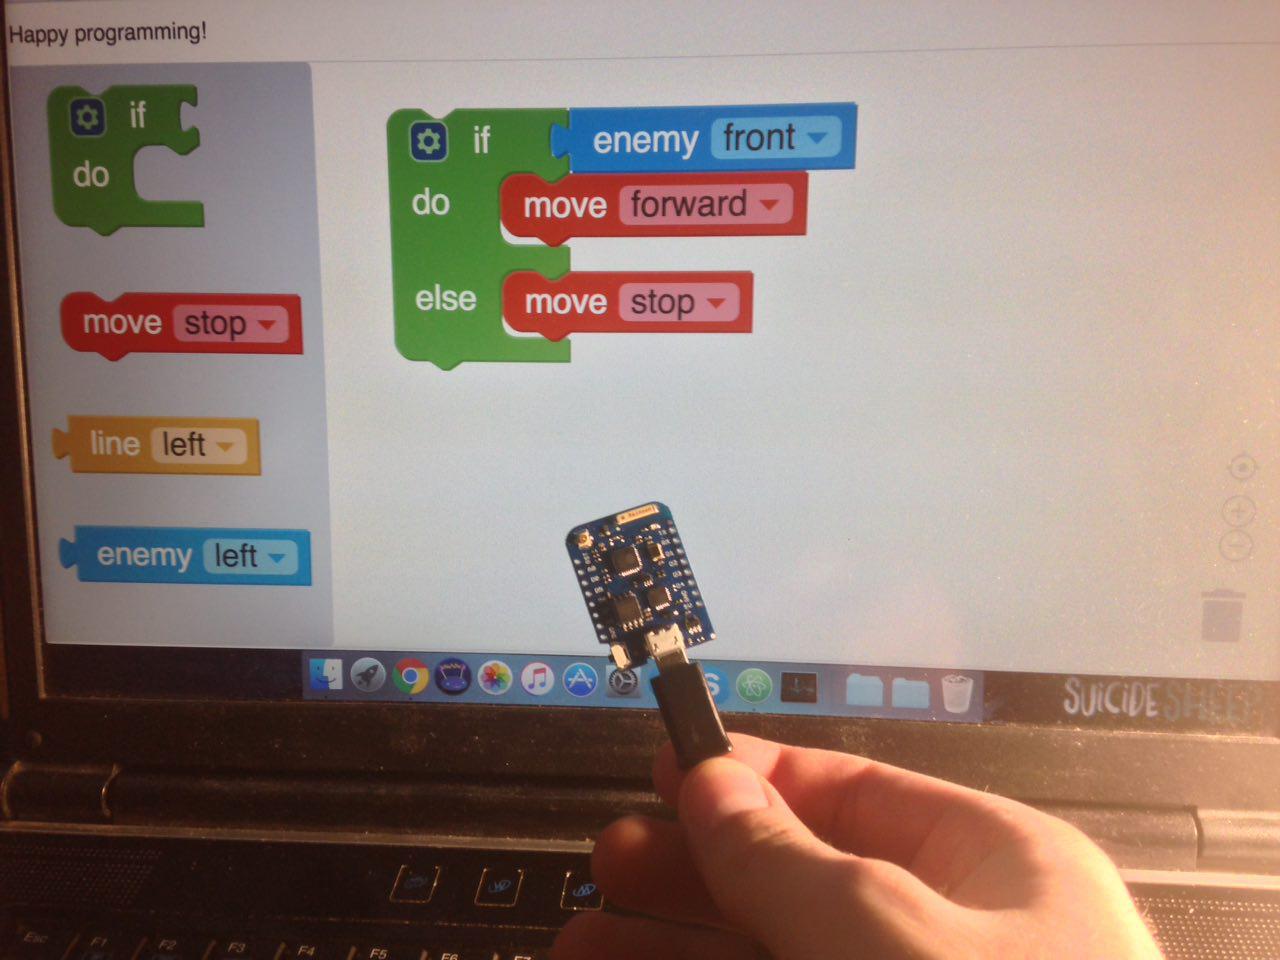 Happy programming!
if
do
move stop
line left
enemy left
if enemy front
do move forward
else move stop
SUiCiDE SHEEP
Esc F1 F2 F3 F4 F5 F6